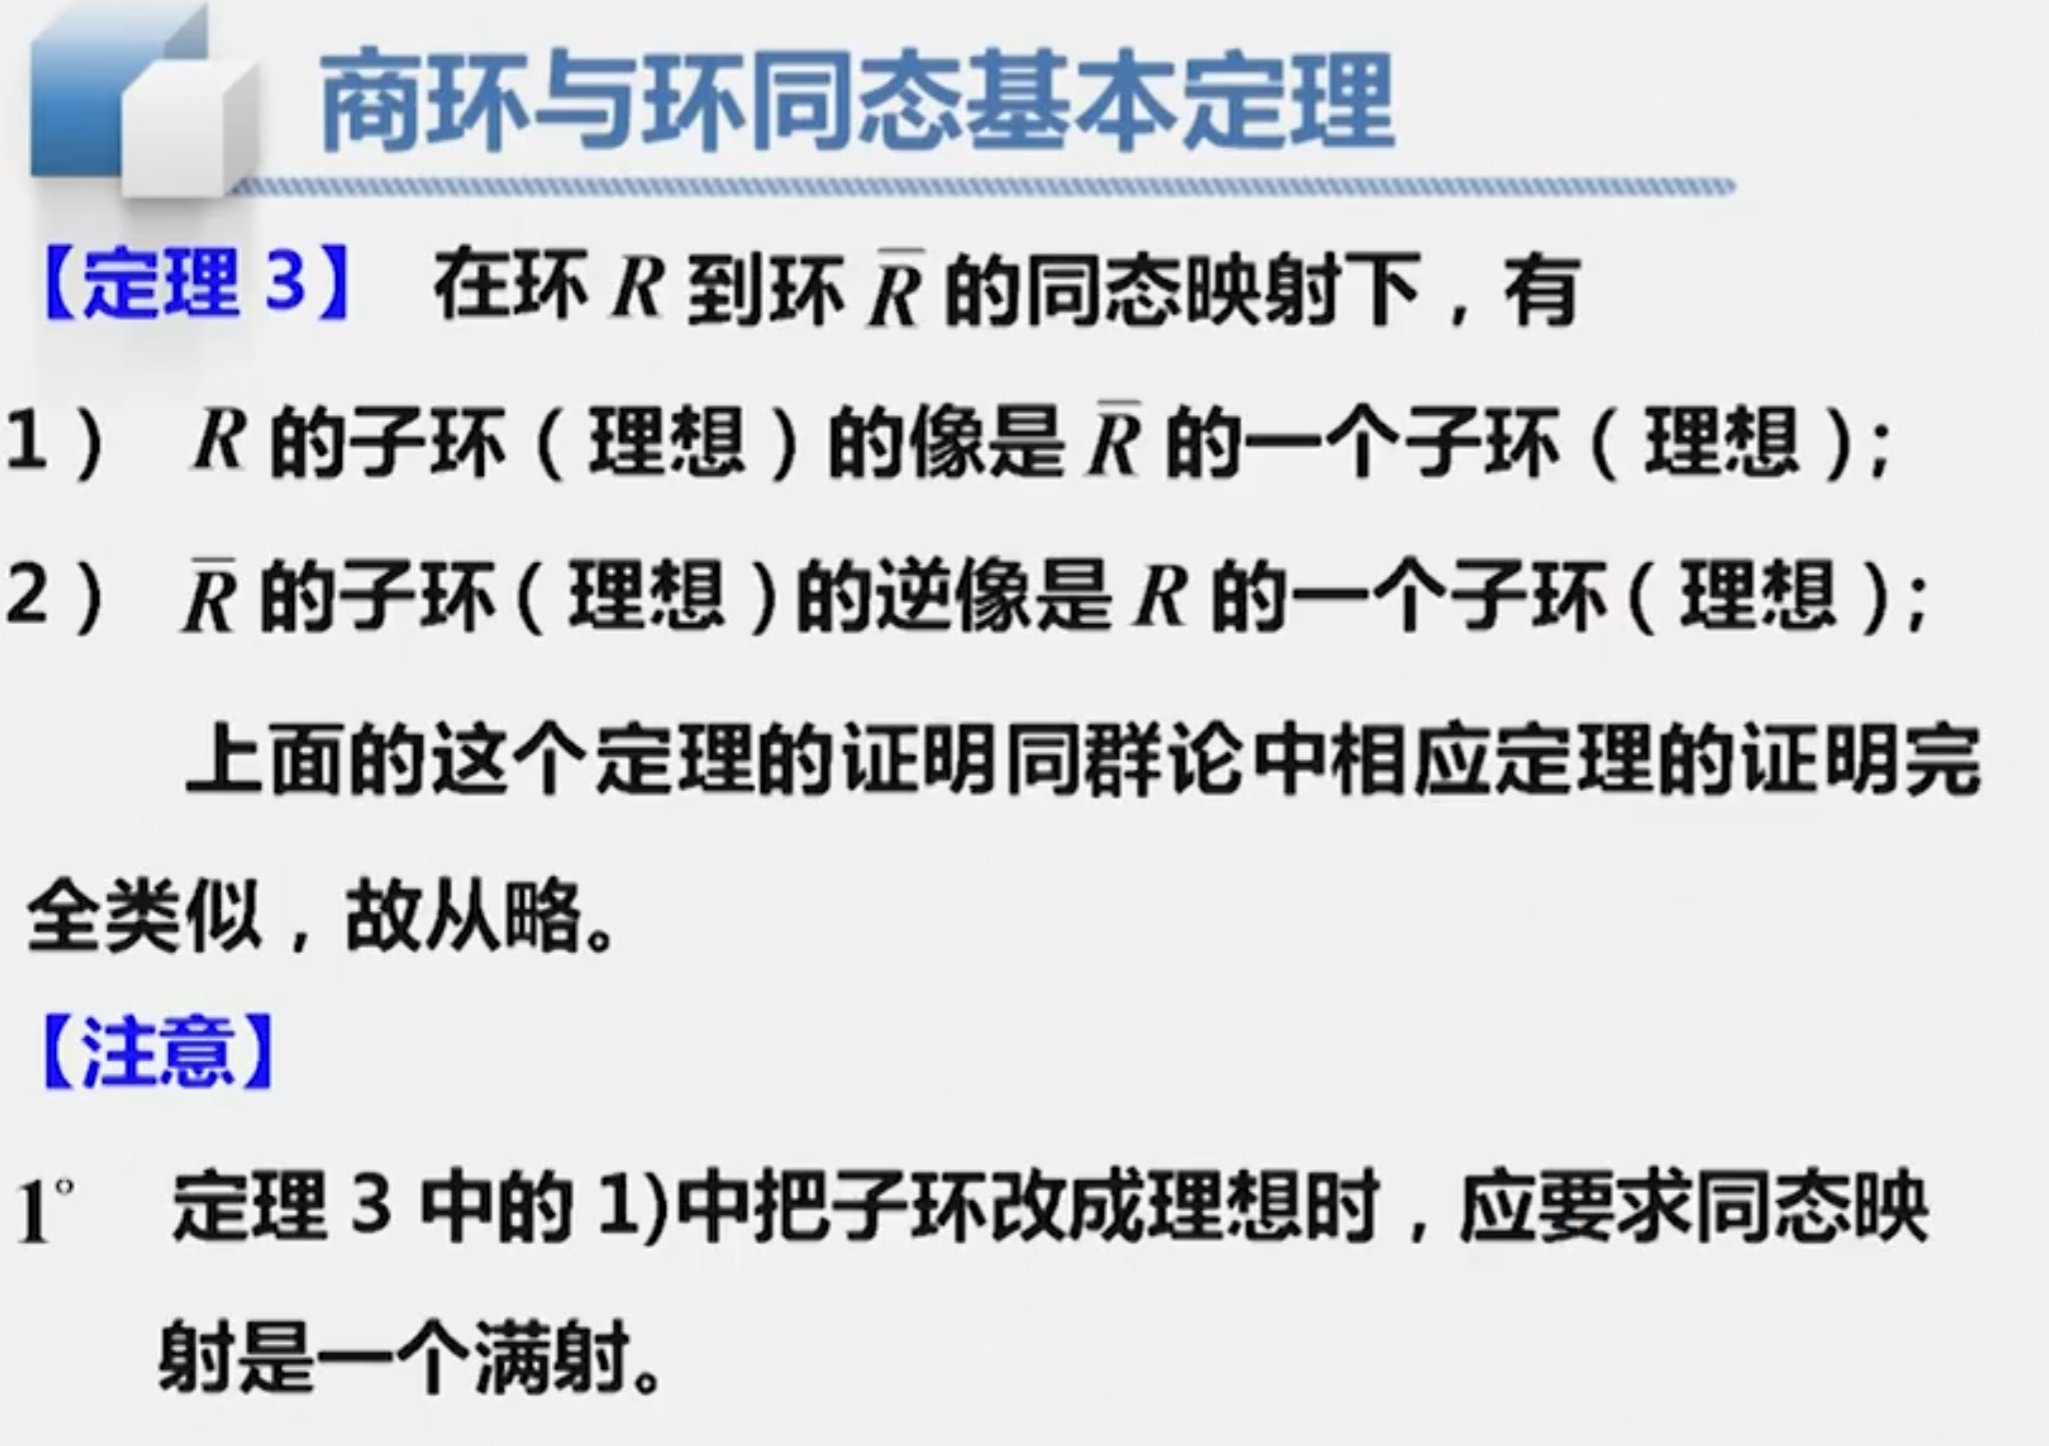 商环与环同态基本定理
【定理 3】 在环 R 到环 R̅ 的同态映射下，有
1） R 的子环（理想）的像是 R̅ 的一个子环（理想）;
2） R̅ 的子环（理想）的逆像是 R 的一个子环（理想）;
上面的这个定理的证明同群论中相应定理的证明完
全类似，故从略。
【注意】
1° 定理 3 中的 1)中把子环改成理想时，应要求同态映
射是一个满射。